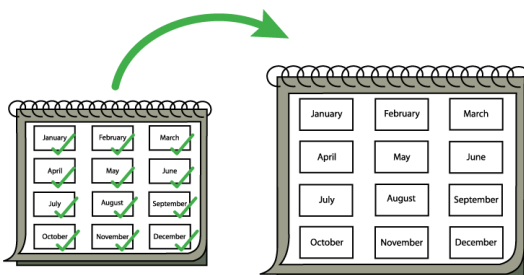 January February March
April May June
July August September
October November December
January February March
April May June
July August September
October November December